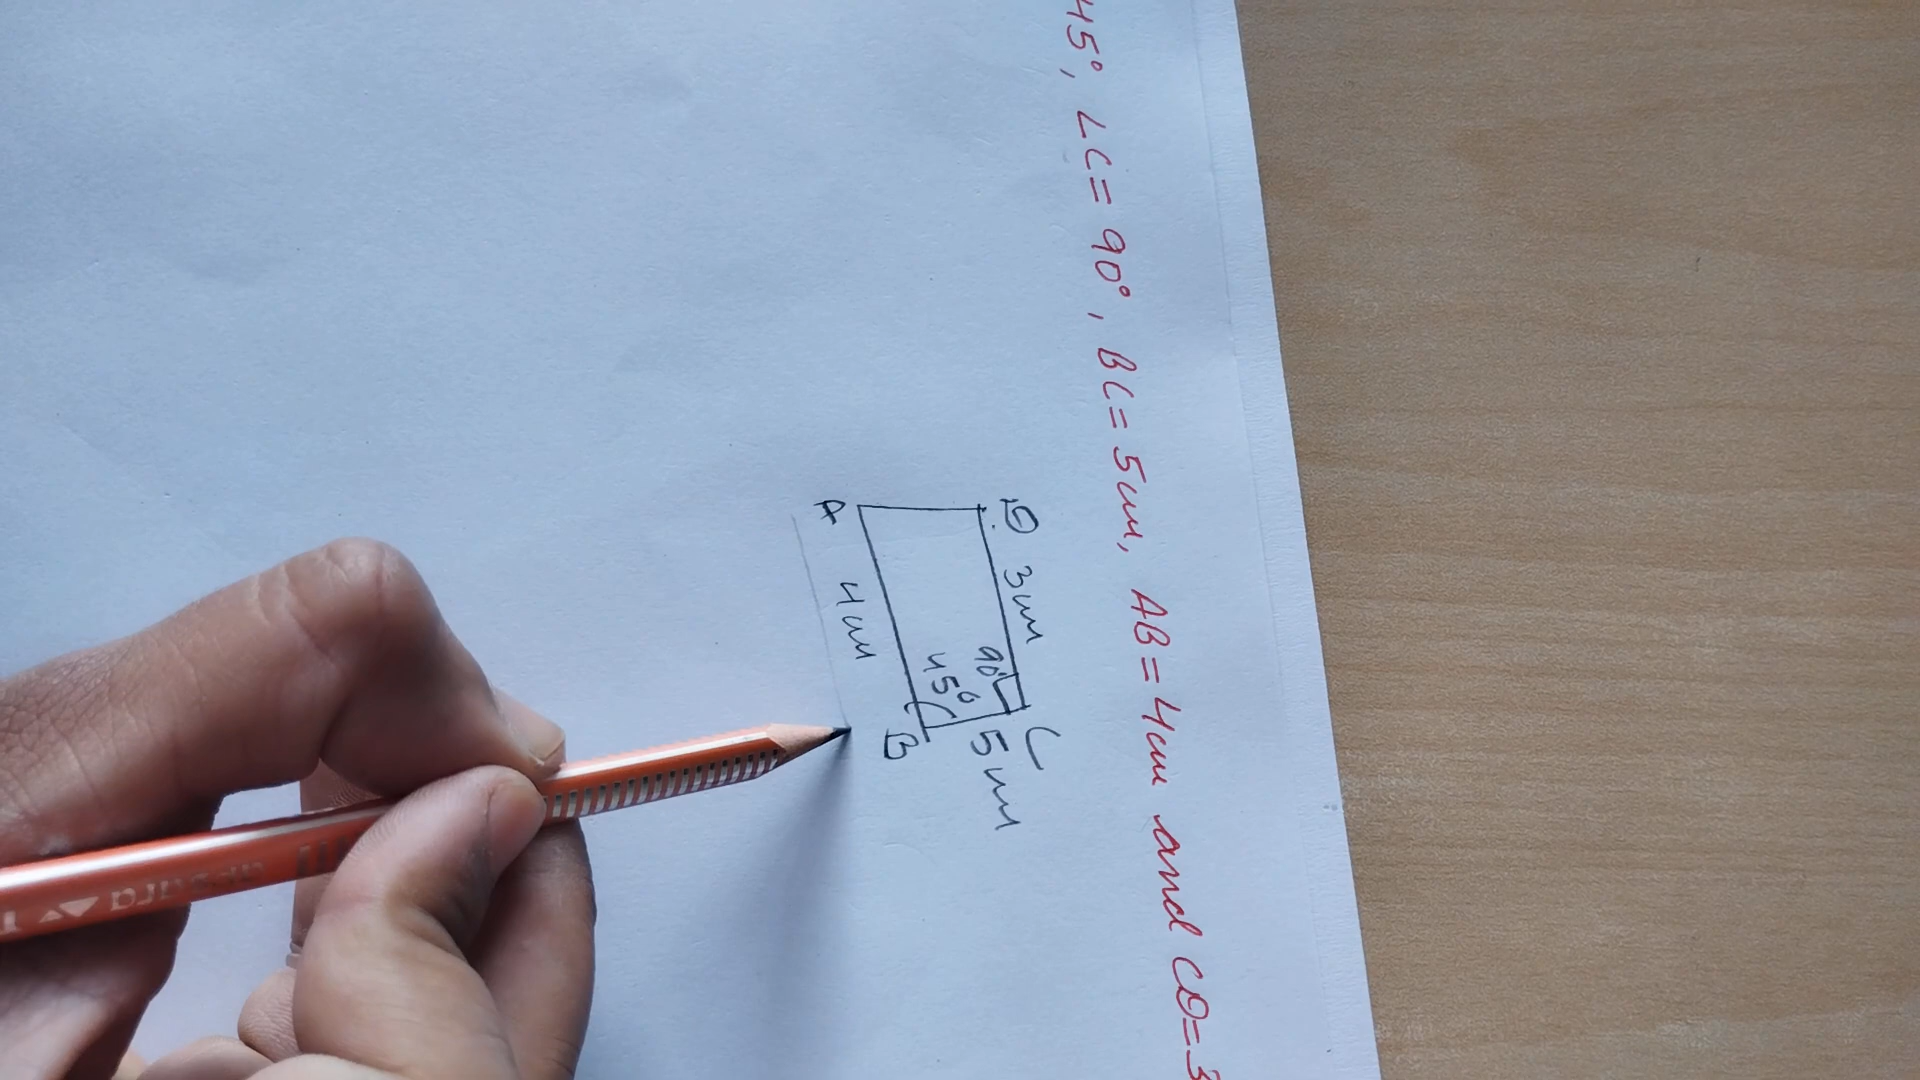 45°, ∠C = 90°, BC = 5cm, AB = 4cm and CD = 3
D 3cm C
90°
45°
5cm
A 4cm B